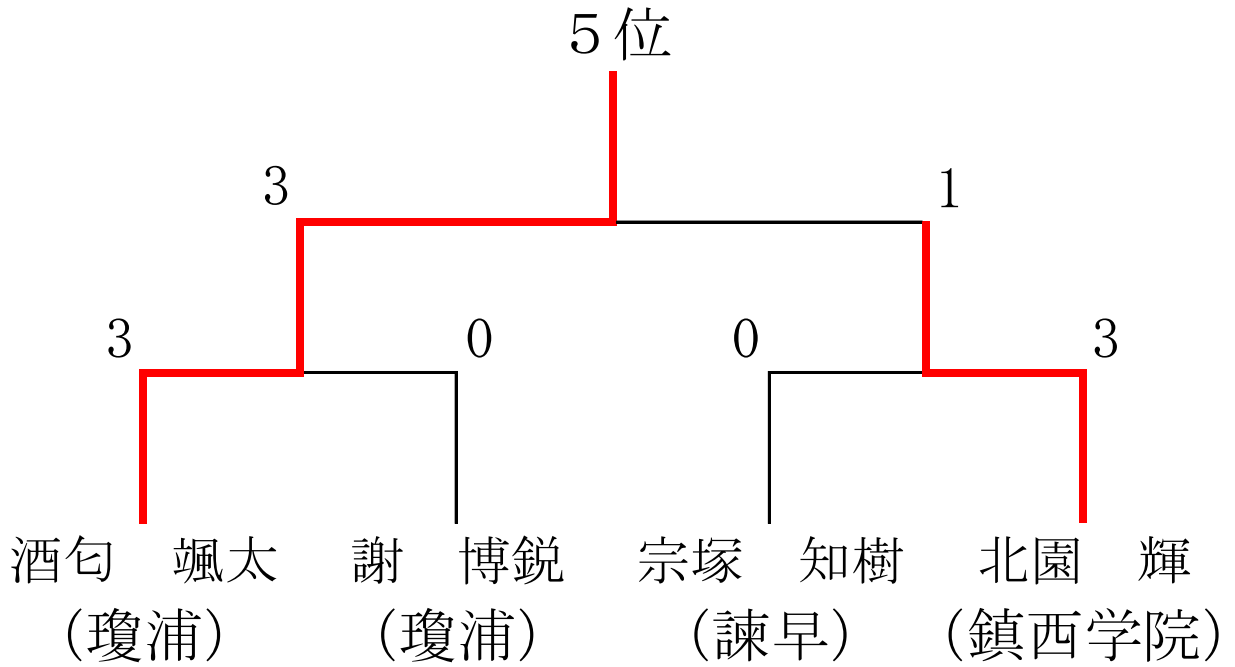 ５位
3 1
3 0 0 3
酒匂　颯太 謝　博鋭 宗塚　知樹 北園　輝
（瓊浦） （瓊浦） （諫早） （鎮西学院）